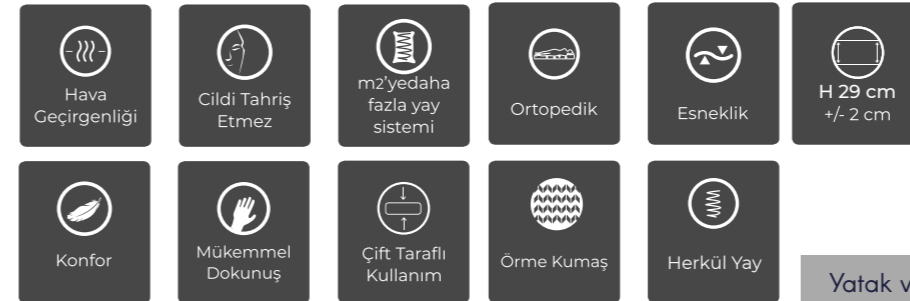 Hava
Geçirgenliği
Cildi Tahriş
Etmez
m2'yedaha
fazla yay
sistemi
Ortopedik
Esneklik
H 29 cm
+/- 2 cm
Konfor
Mükemmel
Dokunuş
Çift Taraflı
Kullanım
Örme Kumaş
Herkül Yay
Yatak v